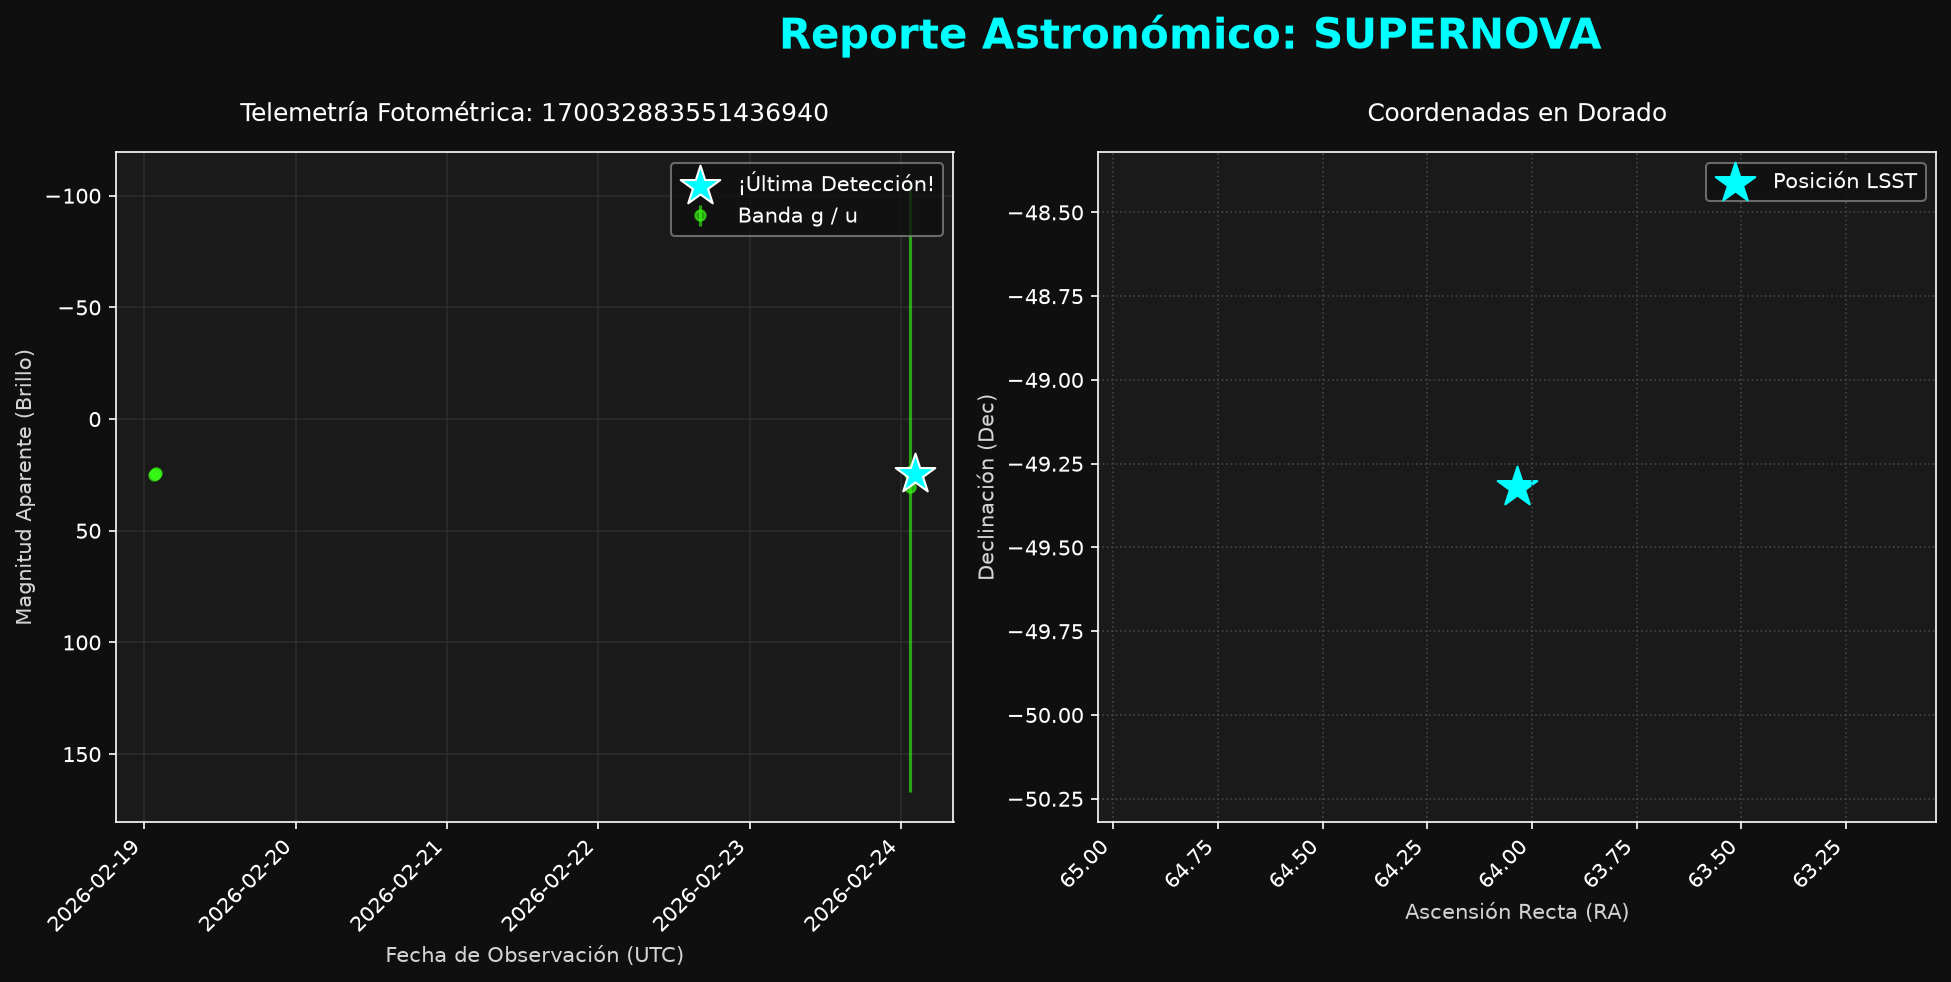 Reporte Astronómico: SUPERNOVA
Telemetría Fotométrica: 170032883551436940
¡Última Detección!
Banda g / u
Magnitud Aparente (Brillo)
−100
−50
0
50
100
150
2026-02-19
2026-02-20
2026-02-21
2026-02-22
2026-02-23
2026-02-24
Fecha de Observación (UTC)
Coordenadas en Dorado
Posición LSST
Declinación (Dec)
−48.50
−48.75
−49.00
−49.25
−49.50
−49.75
−50.00
−50.25
65.00
64.75
64.50
64.25
64.00
63.75
63.50
63.25
Ascensión Recta (RA)